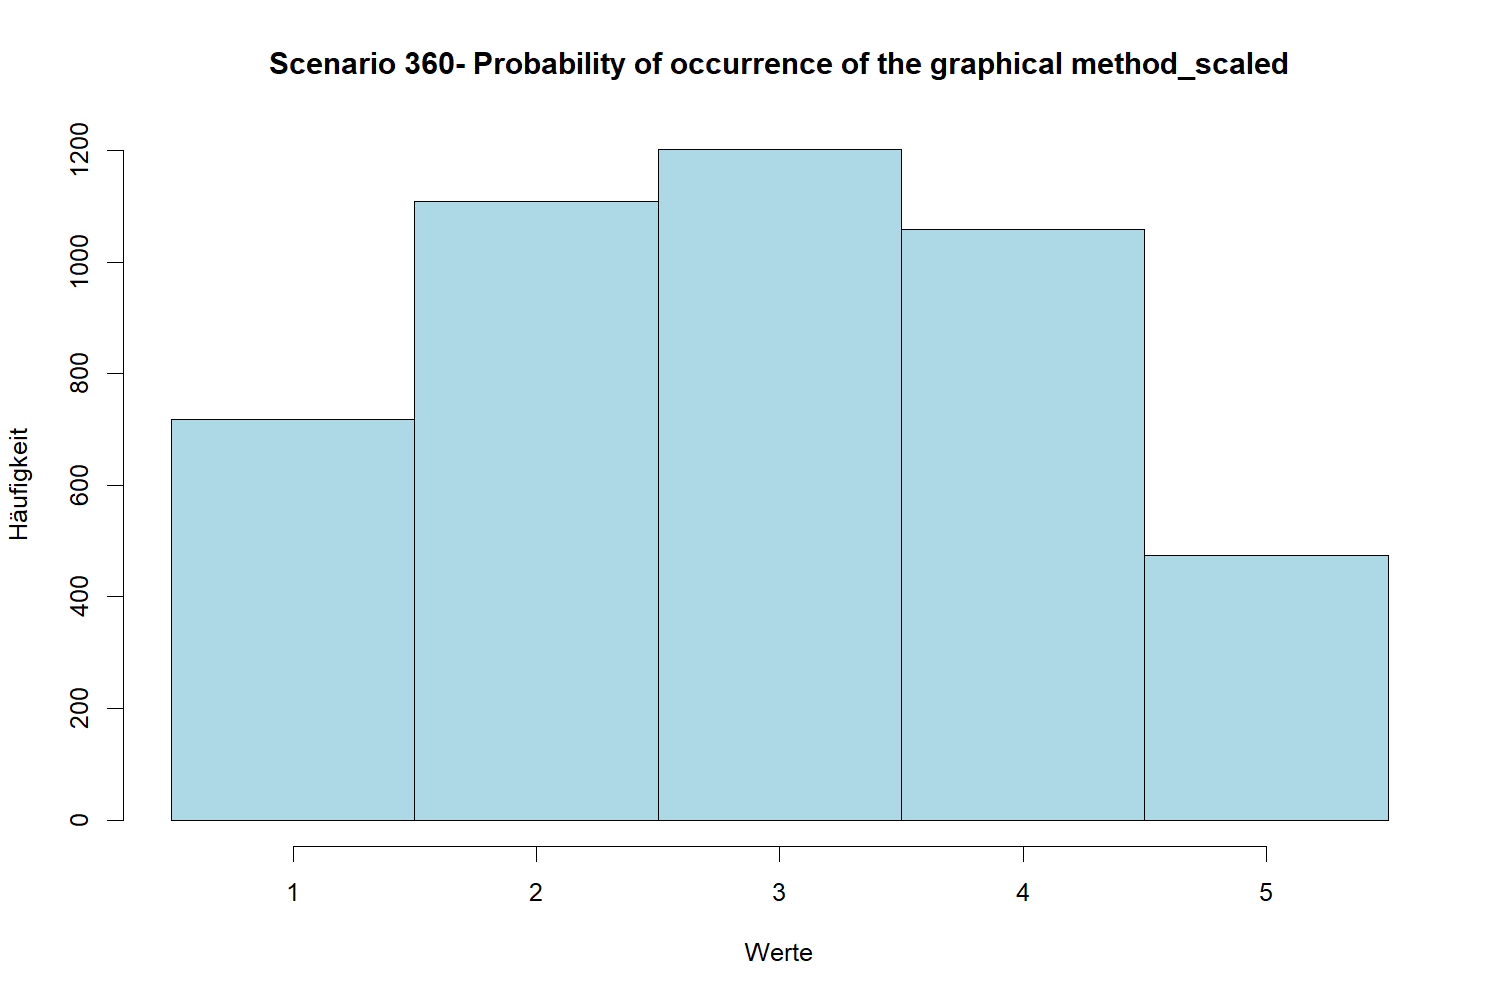 Scenario 360- Probability of occurrence of the graphical method_scaled
1200
1000
800
600
400
200
0
Häufigkeit
1 2 3 4 5
Werte